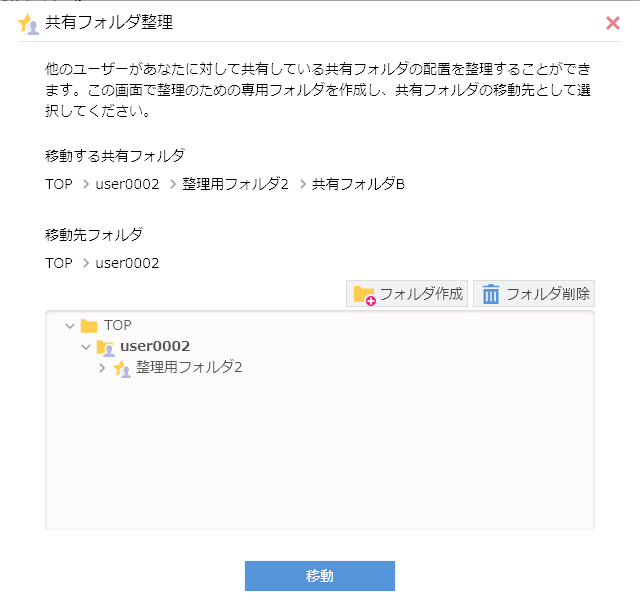 共有フォルダ整理
他のユーザーがあなたに対して共有している共有フォルダの配置を整理することができ
ます。この画面で整理のための専用フォルダを作成し、共有フォルダの移動先として選
択してください。
移動する共有フォルダ
TOP > user0002 > 整理用フォルダ2 > 共有フォルダB
移動先フォルダ
TOP > user0002
フォルダ作成 フォルダ削除
TOP
user0002
整理用フォルダ2
移動